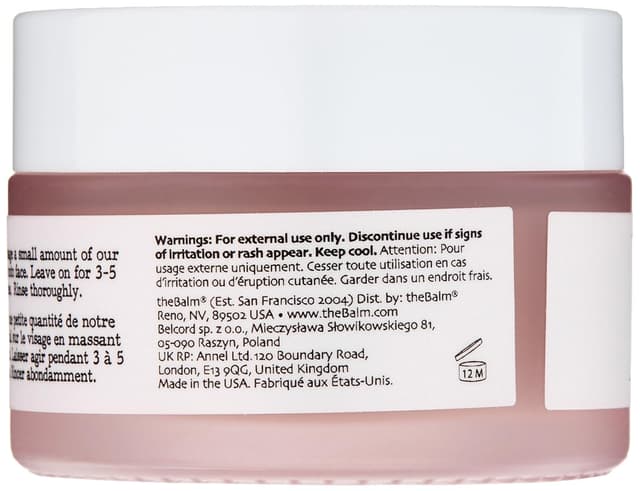 a small amount of our
face. Leave on for 3-5
Rinse thoroughly.
petite quantité de notre
sur le visage en massant
Laisser agir pendant 3 à 5
abondamment.
Warnings: For external use only. Discontinue use if signs
of irritation or rash appear. Keep cool. Attention: Pour
usage externe uniquement. Cesser toute utilisation en cas
d'irritation ou d'éruption cutanée. Garder dans un endroit frais.
theBalm® (Est. San Francisco 2004) Dist. by: theBalm®
Reno, NV, 89502 USA • www.theBalm.com
Belcord sp. z o.o., Mieczysława Słowikowskiego 81,
05-090 Raszyn, Poland
UK RP: Annel Ltd. 120 Boundary Road,
London, E13 9QG, United Kingdom
Made in the USA. Fabriqué aux États-Unis.
12 M